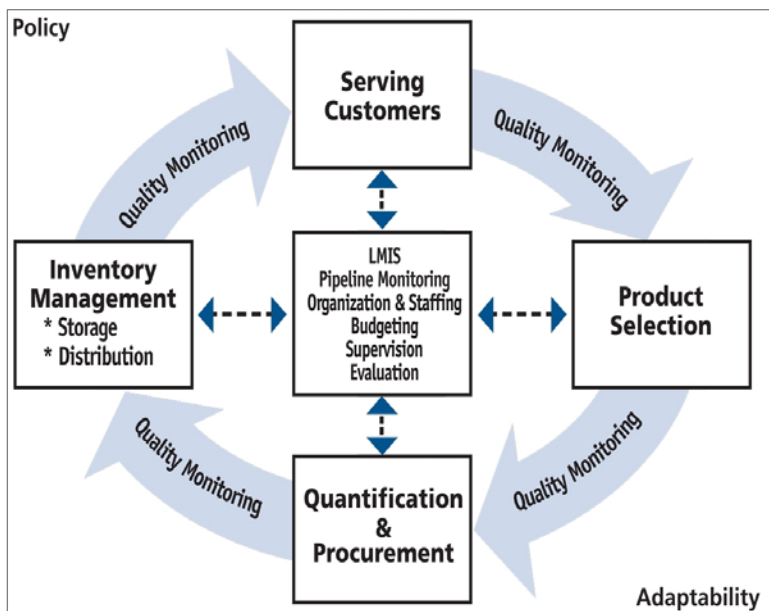 Policy
Serving
Customers
Quality Monitoring
Quality Monitoring
Inventory
Management
* Storage
* Distribution
LMIS
Pipeline Monitoring
Organization & Staffing
Budgeting
Supervision
Evaluation
Product
Selection
Quality Monitoring
Quality Monitoring
Quantification
&
Procurement
Adaptability